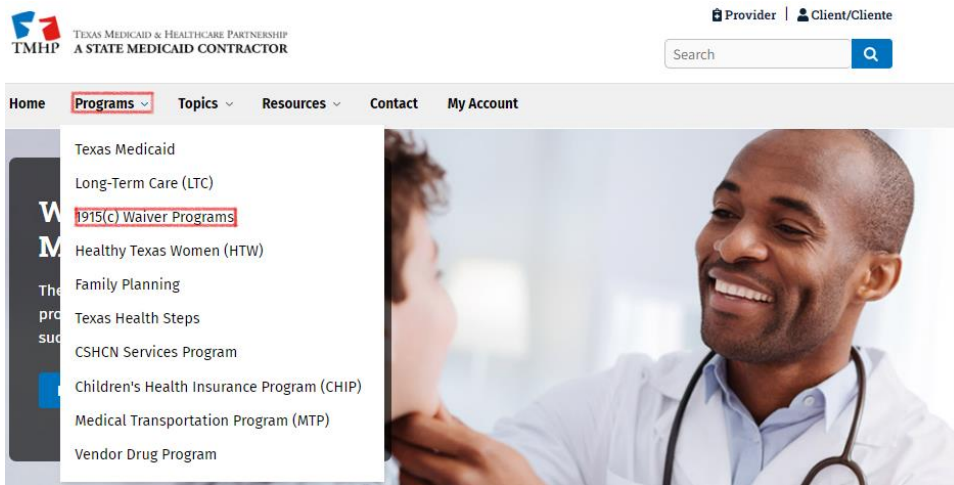 Provider | Client/Cliente
TMHP
TEXAS MEDICAID & HEALTHCARE PARTNERSHIP
A STATE MEDICAID CONTRACTOR
Search
Home Programs Topics Resources Contact My Account
Texas Medicaid
Long-Term Care (LTC)
1915(c) Waiver Programs
Healthy Texas Women (HTW)
Family Planning
Texas Health Steps
CSHCN Services Program
Children's Health Insurance Program (CHIP)
Medical Transportation Program (MTP)
Vendor Drug Program